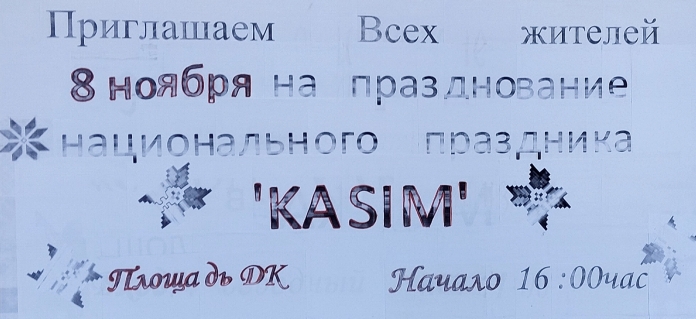 Приглашаем Всех жителей
8 ноября на празднование
национального праздника
'KASIM'
Площадь ДК Начало 16:00час